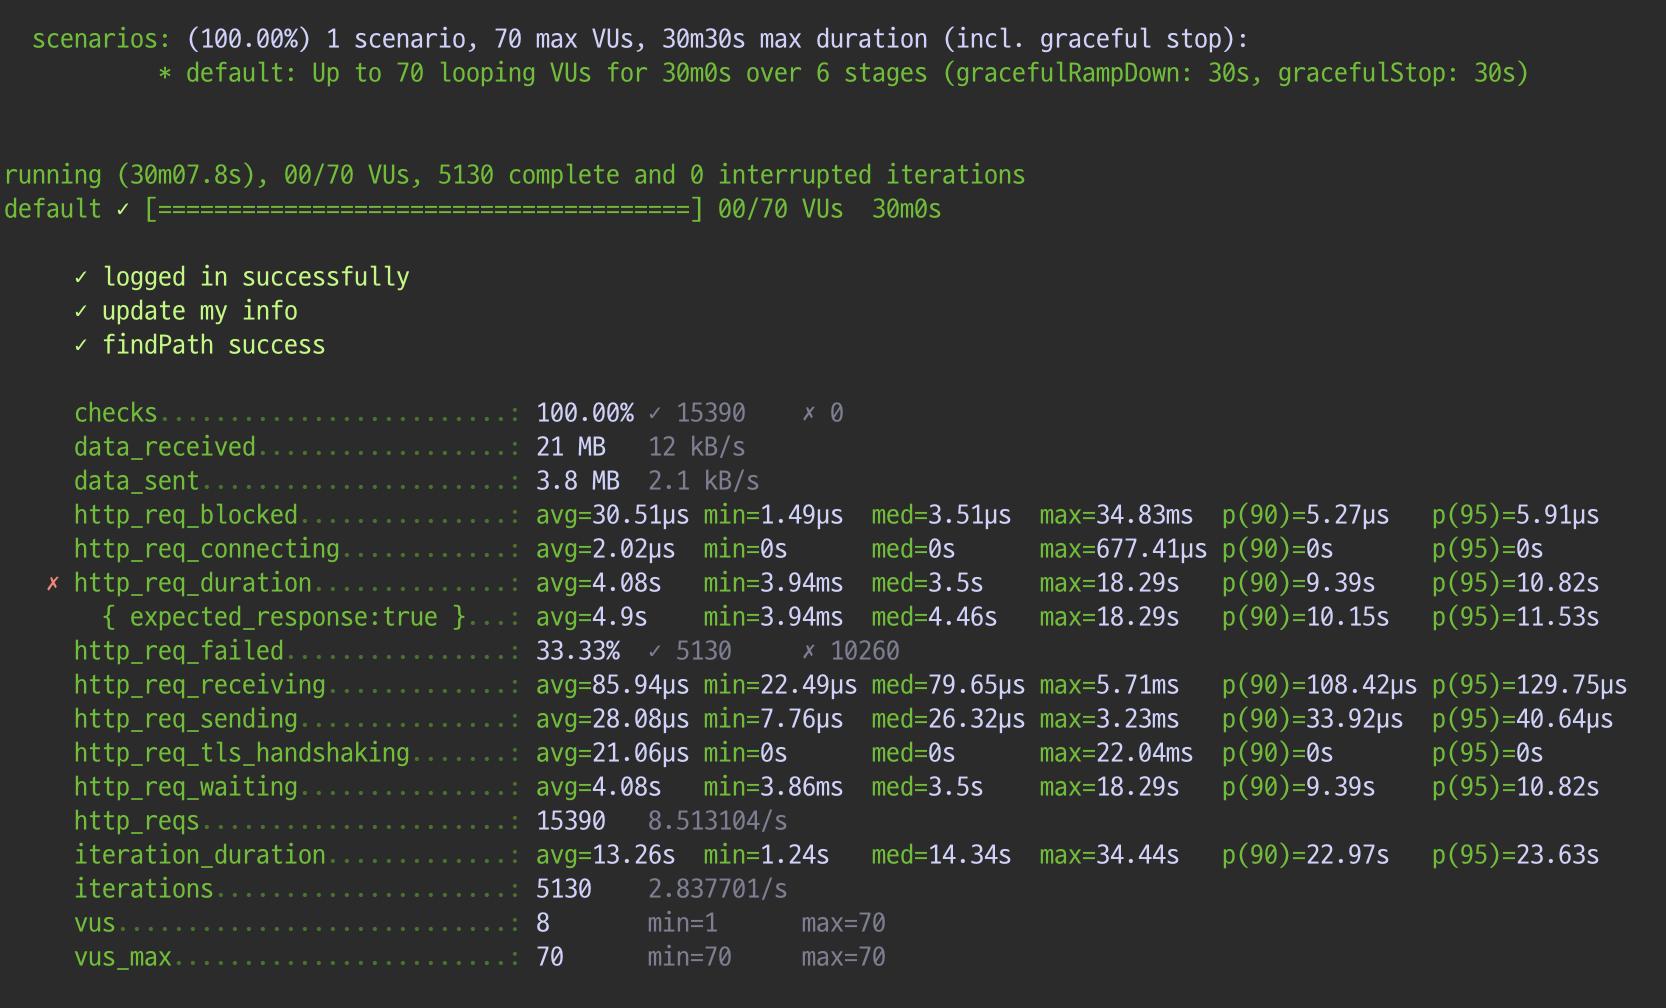 scenarios: (100.00%) 1 scenario, 70 max VUs, 30m30s max duration (incl. graceful stop):
* default: Up to 70 looping VUs for 30m0s over 6 stages (gracefulRampDown: 30s, gracefulStop: 30s)
running (30m07.8s), 00/70 VUs, 5130 complete and 0 interrupted iterations
default ✓ [======================================] 00/70 VUs  30m0s
✓ logged in successfully
✓ update my info
✓ findPath success
checks.........................: 100.00% ✓ 15390    ✗ 0
data_received..................: 21 MB   12 kB/s
data_sent......................: 3.8 MB  2.1 kB/s
http_req_blocked...............: avg=30.51µs min=1.49µs  med=3.51µs  max=34.83ms  p(90)=5.27µs   p(95)=5.91µs
http_req_connecting............: avg=2.02µs  min=0s      med=0s      max=677.41µs p(90)=0s       p(95)=0s
✗ http_req_duration..............: avg=4.08s   min=3.94ms  med=3.5s    max=18.29s   p(90)=9.39s    p(95)=10.82s
{ expected_response:true }...: avg=4.9s    min=3.94ms  med=4.46s   max=18.29s   p(90)=10.15s   p(95)=11.53s
http_req_failed................: 33.33%  ✓ 5130     ✗ 10260
http_req_receiving.............: avg=85.94µs min=22.49µs med=79.65µs max=5.71ms   p(90)=108.42µs p(95)=129.75µs
http_req_sending...............: avg=28.08µs min=7.76µs  med=26.32µs max=3.23ms   p(90)=33.92µs  p(95)=40.64µs
http_req_tls_handshaking.......: avg=21.06µs min=0s      med=0s      max=22.04ms  p(90)=0s       p(95)=0s
http_req_waiting...............: avg=4.08s   min=3.86ms  med=3.5s    max=18.29s   p(90)=9.39s    p(95)=10.82s
http_reqs......................: 15390   8.513104/s
iteration_duration.............: avg=13.26s  min=1.24s   med=14.34s  max=34.44s   p(90)=22.97s   p(95)=23.63s
iterations.....................: 5130    2.837701/s
vus............................: 8       min=1      max=70
vus_max........................: 70      min=70     max=70